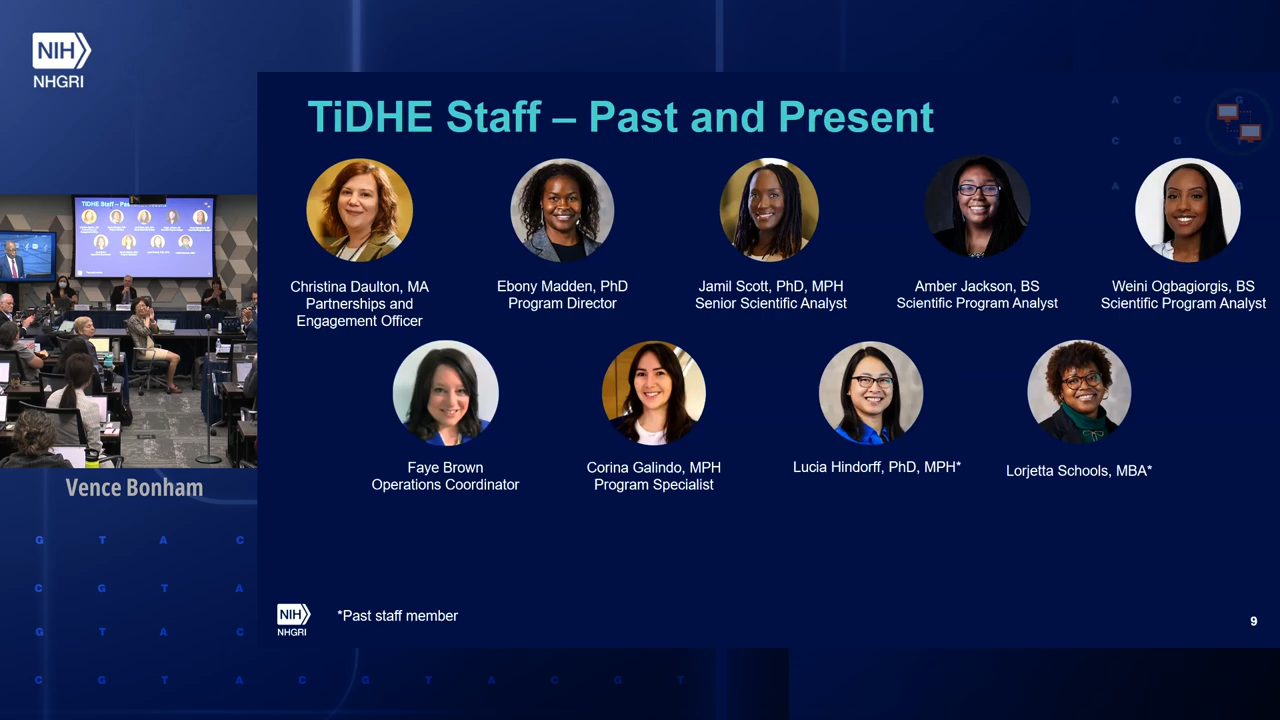 NIH
NHGRI
TiDHE Staff – Past and Present
A C G
C G T
A G
Christina Daulton, MA
Partnerships and
Engagement Officer
Ebony Madden, PhD
Program Director
Jamil Scott, PhD, MPH
Senior Scientific Analyst
Amber Jackson, BS
Scientific Program Analyst
Weini Ogbagiorgis, BS
Scientific Program Analyst
Faye Brown
Operations Coordinator
Corina Galindo, MPH
Program Specialist
Lucia Hindorff, PhD, MPH*
Lorjetta Schools, MBA*
Vence Bonham
G T A C
C G T A
G T A C
NIH
NHGRI
*Past staff member
9
C G T A C G T A C G T